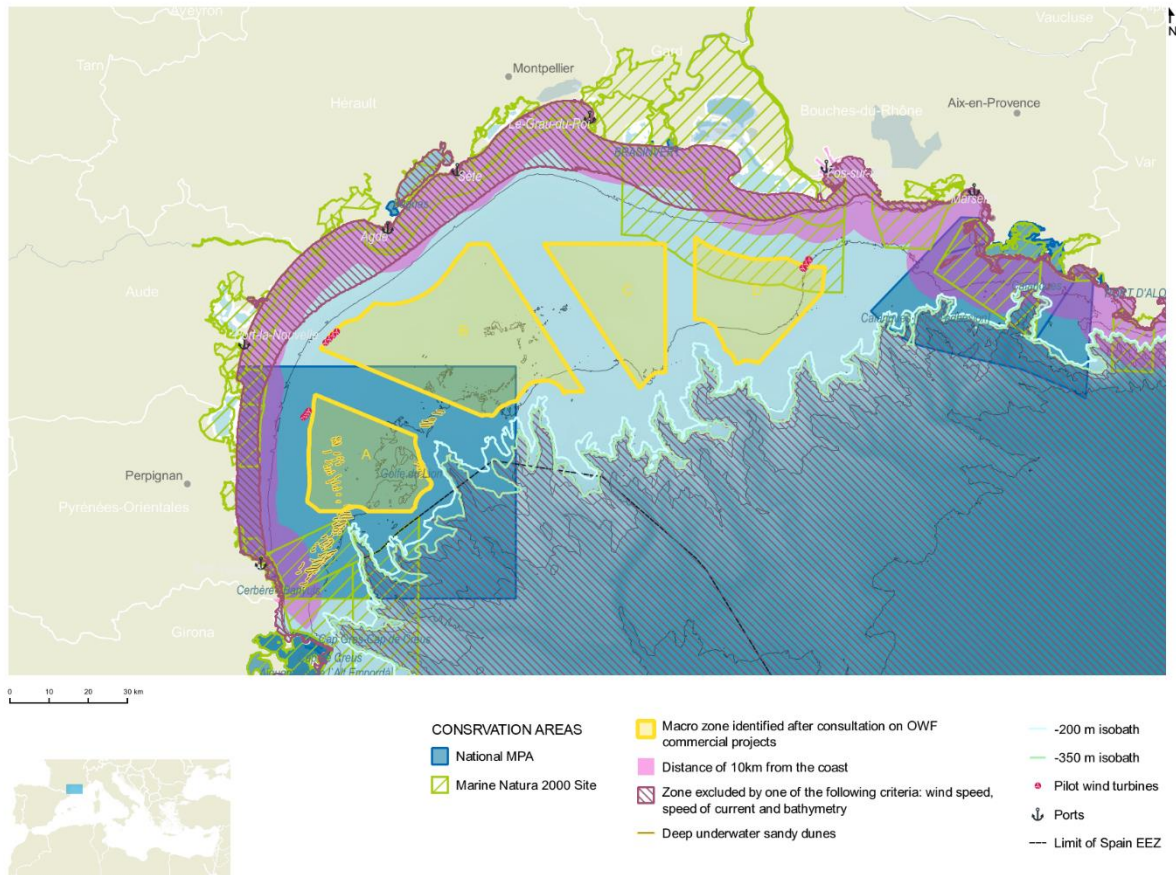 Aveyron
Vaucluse
N
Tarn
Gard
Montpellier
Hérault
Bouches-du-Rhône
Aix-en-Provence
Le-Grau-du-Roi
Var
Sète
Marseil
Agde
Aude
B
Port-la-Nouvelle
A
Golfe du Lion
Perpignan
Pyrénées-Orientales
Girona
Cap de Creus
0 10 20 30 km
CONSRVATION AREAS
National MPA
Marine Natura 2000 Site
Macro zone identified after consultation on OWF
commercial projects
Distance of 10km from the coast
Zone excluded by one of the following criteria: wind speed,
speed of current and bathymetry
Deep underwater sandy dunes
-200 m isobath
-350 m isobath
Pilot wind turbines
Ports
Limit of Spain EEZ